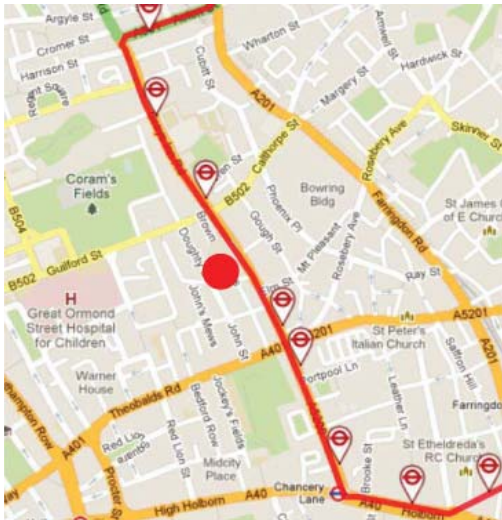 Argyle St
Cromer St
Harrison St
Wharton St
Cubitt St
A201
Margery St
Amwell St
Hardwick St
Rosebery Ave
Skinner St
Calthorpe St
B502
Coram's
Fields
B504
Guilford St
B502
Brown
Doughty
Gough St
Phoenix Pl
Bowring
Bldg
Mt Pleasant
Rosebery Ave
Farringdon Rd
St James C
of E Church
Ray St
H
Great Ormond
Street Hospital
for Children
John's Mews
John St
Elm St
A5201
St Peter's
Italian Church
Saffron Hill
A201
Warner
House
Theobalds Rd
A401
Portpool Ln
Leather Ln
Farringdo
Jockey's Fields
Bedford Row
Red Lion St
Red Lion
Square
Midcity
Place
Procter St
St Etheldreda's
RC Church
Brooke St
High Holborn
A40
Chancery
Lane
A40
Holborn